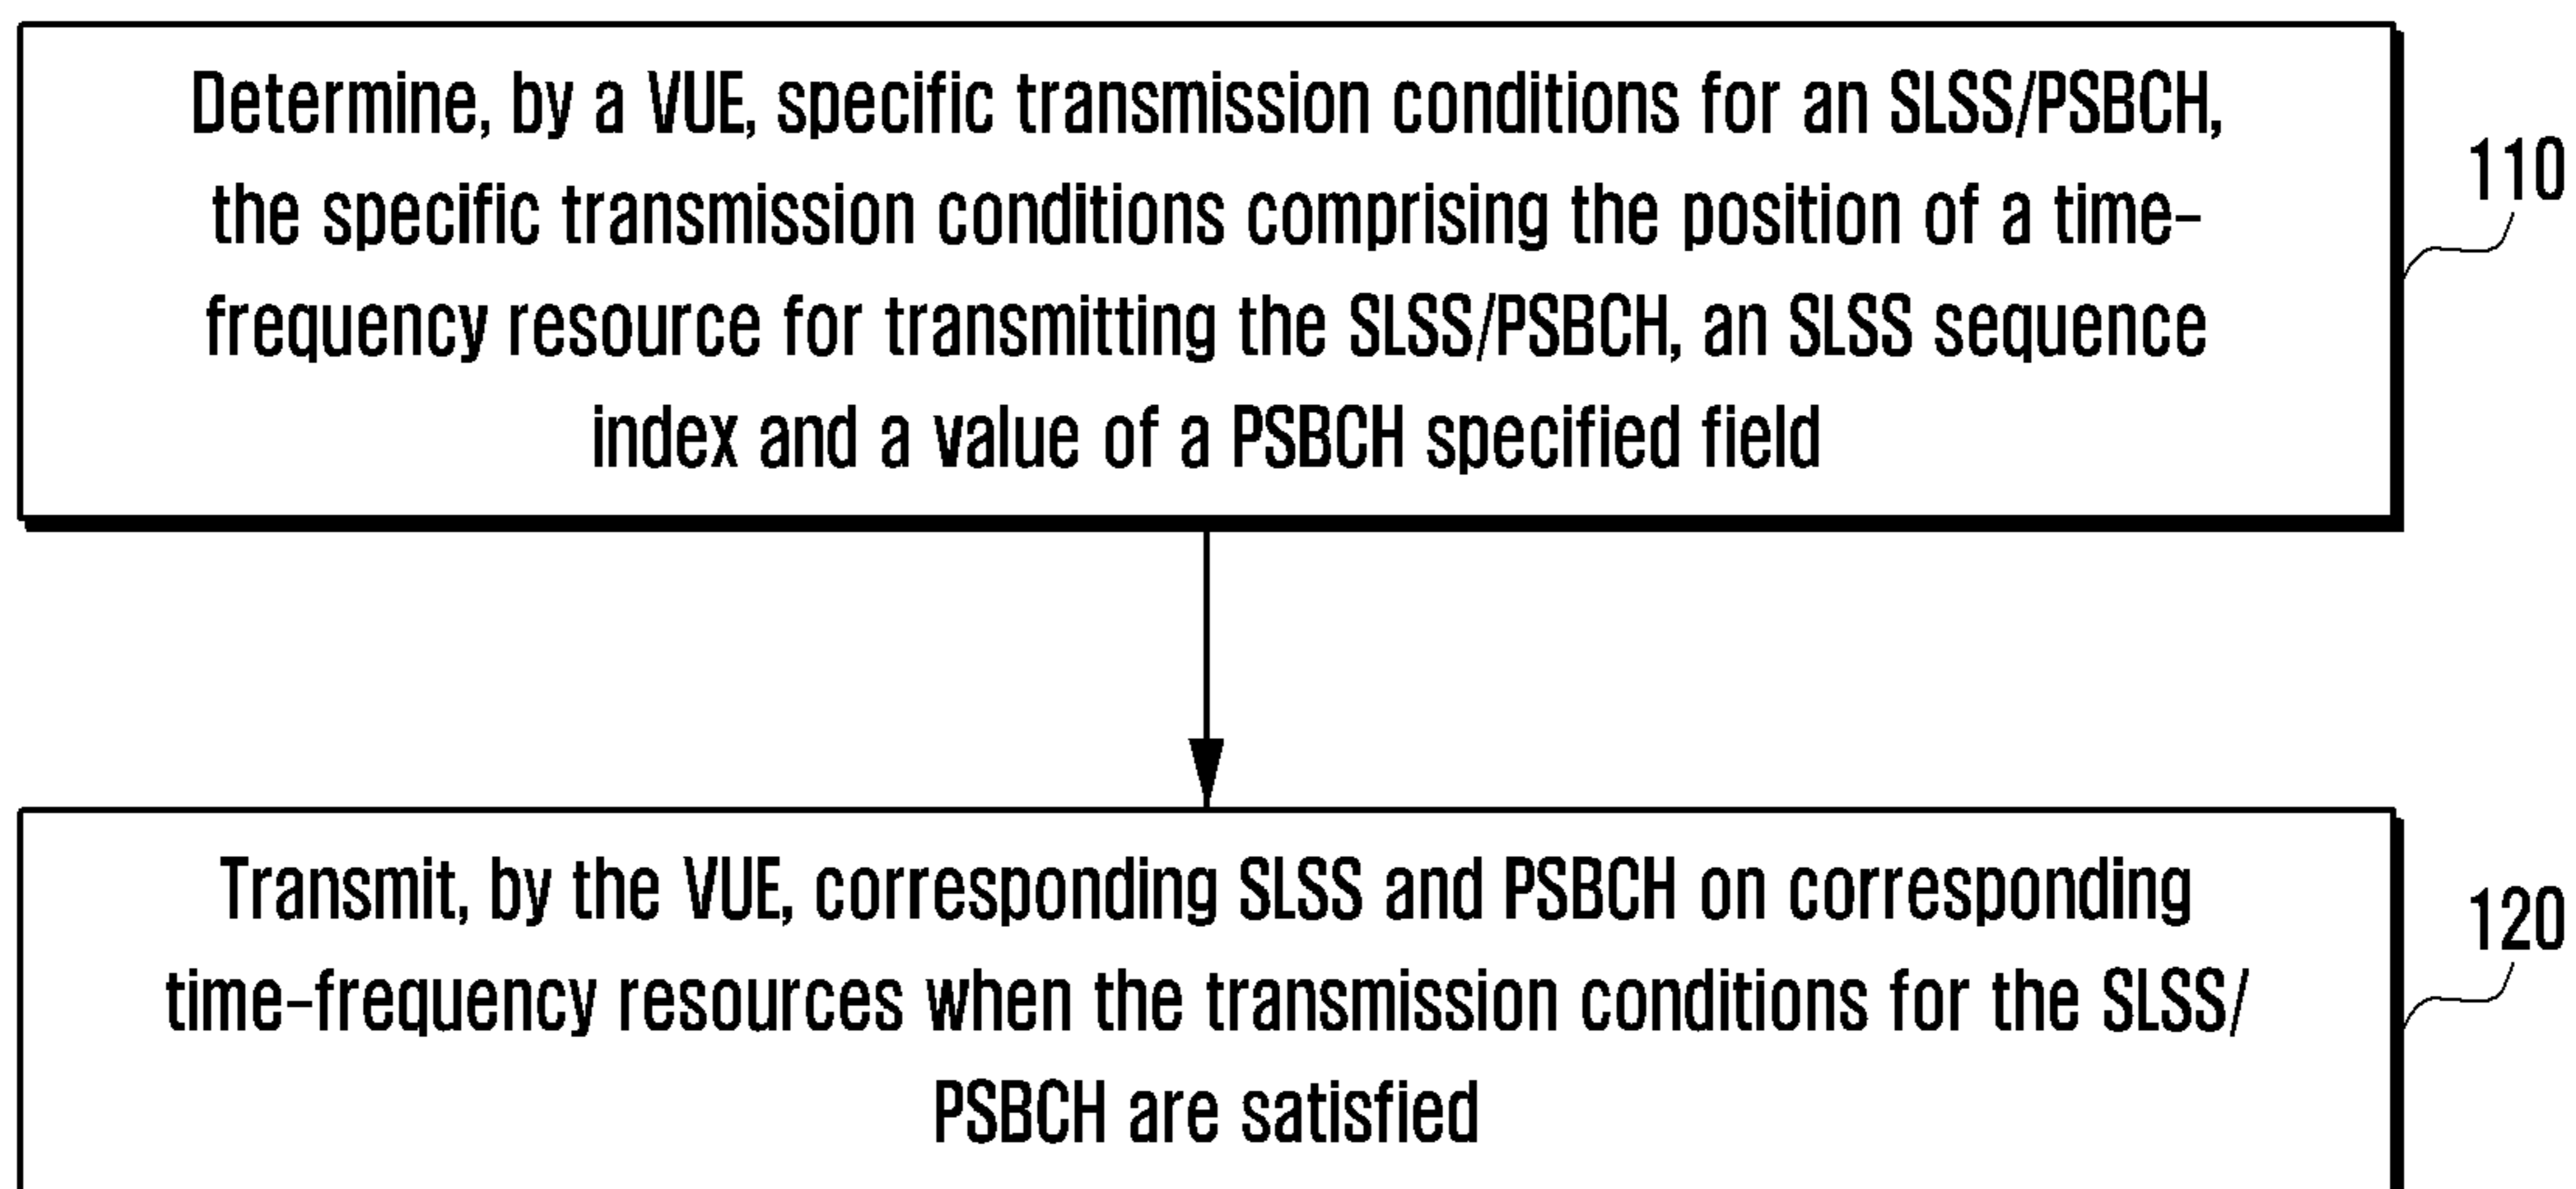 Determine, by a VUE, specific transmission conditions for an SLSS/PSBCH,
the specific transmission conditions comprising the position of a time-
frequency resource for transmitting the SLSS/PSBCH, an SLSS sequence
index and a value of a PSBCH specified field
110
Transmit, by the VUE, corresponding SLSS and PSBCH on corresponding
time-frequency resources when the transmission conditions for the SLSS/
PSBCH are satisfied
120